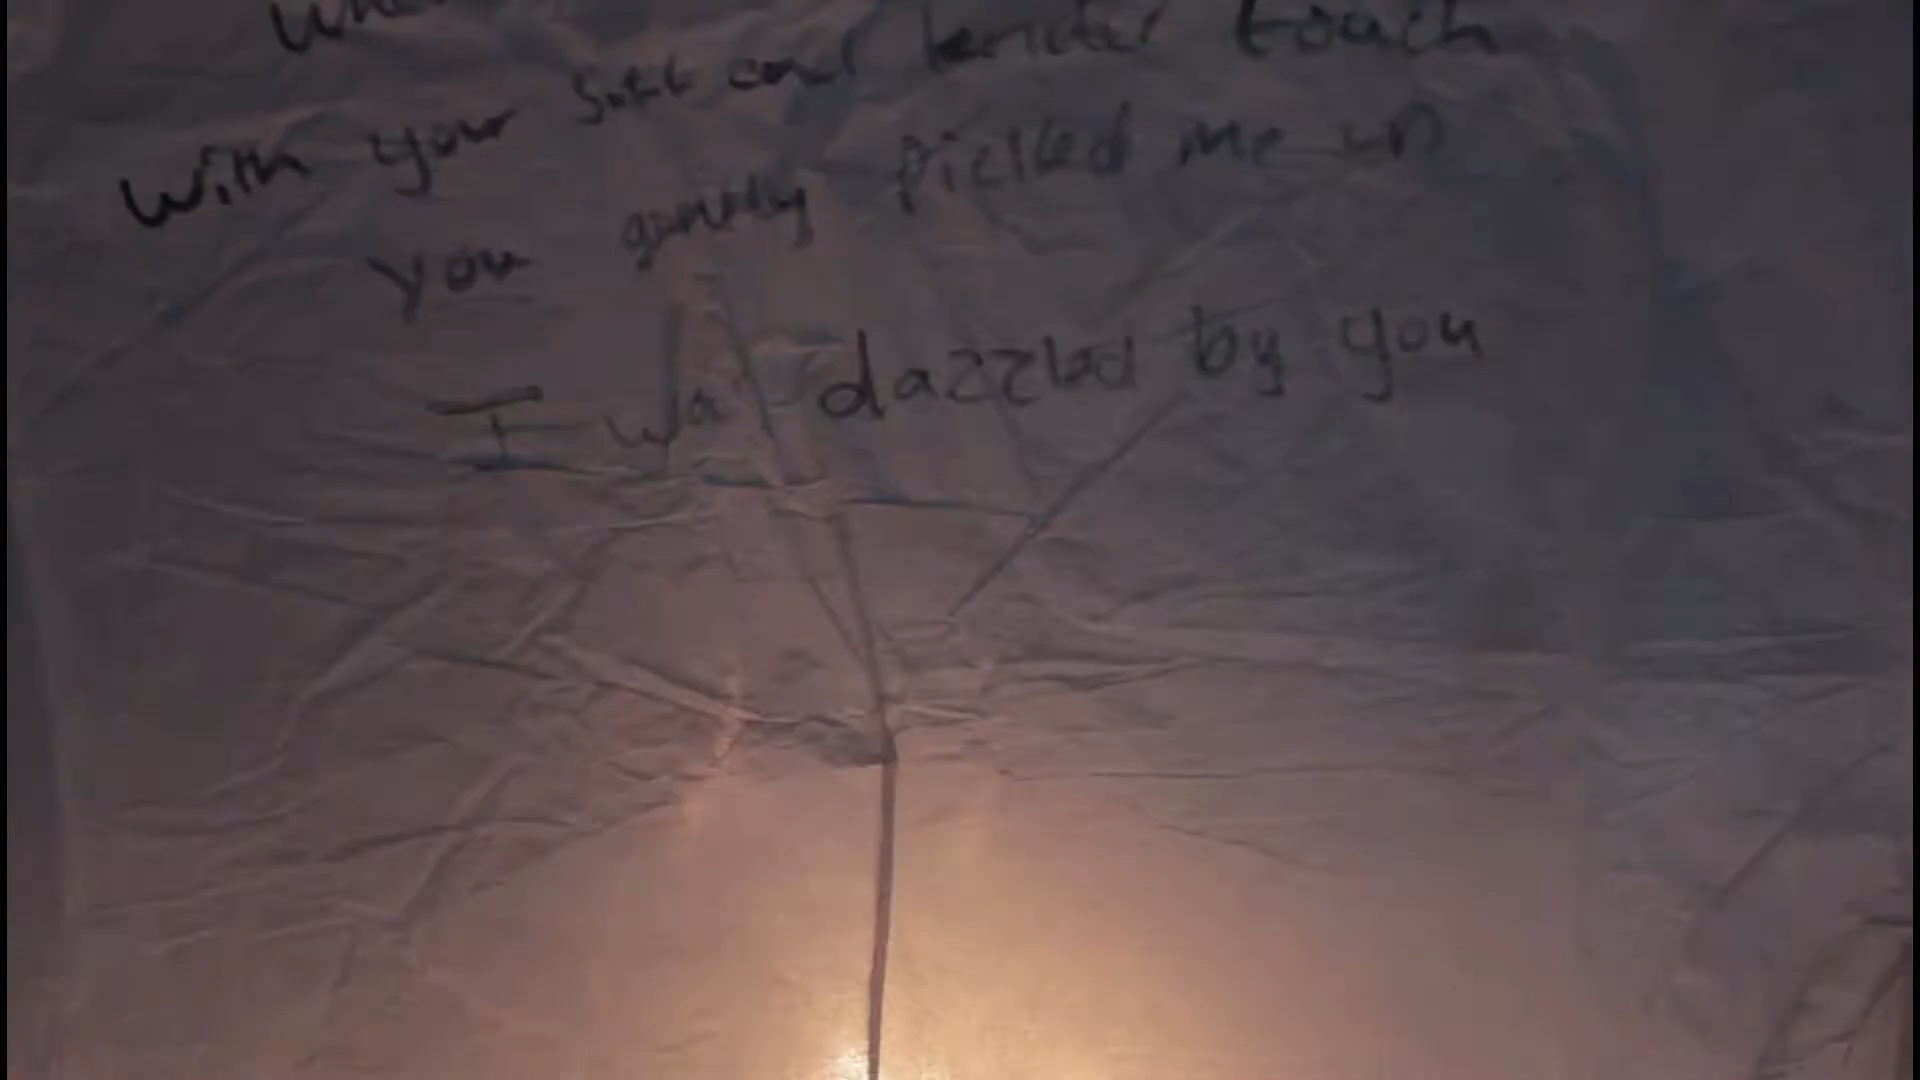 With your soft and tender touch
you gently picked me up
I was dazzled by you